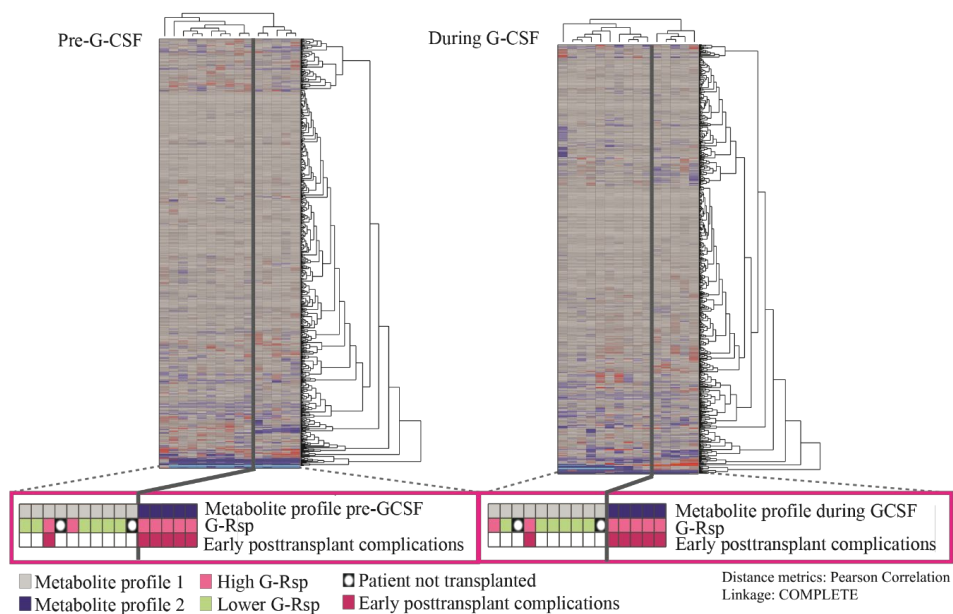 Pre-G-CSF
During G-CSF
Metabolite profile pre-GCSF
G-Rsp
Early posttransplant complications
Metabolite profile during GCSF
G-Rsp
Early posttransplant complications
Metabolite profile 1
High G-Rsp
Patient not transplanted
Metabolite profile 2
Lower G-Rsp
Early posttransplant complications
Distance metrics: Pearson Correlation
Linkage: COMPLETE